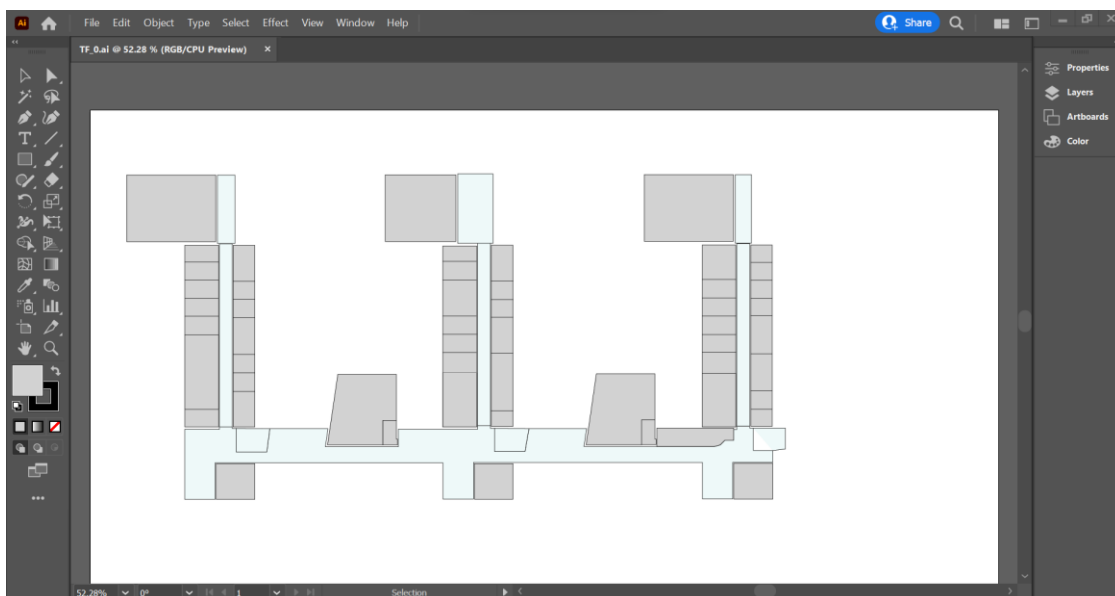 Ai File Edit Object Type Select Effect View Window Help Share
TF_0.ai @ 52.28 % (RGB/CPU Preview) ×
Properties
Layers
Artboards
Color
52.28% 0° 1 Selection